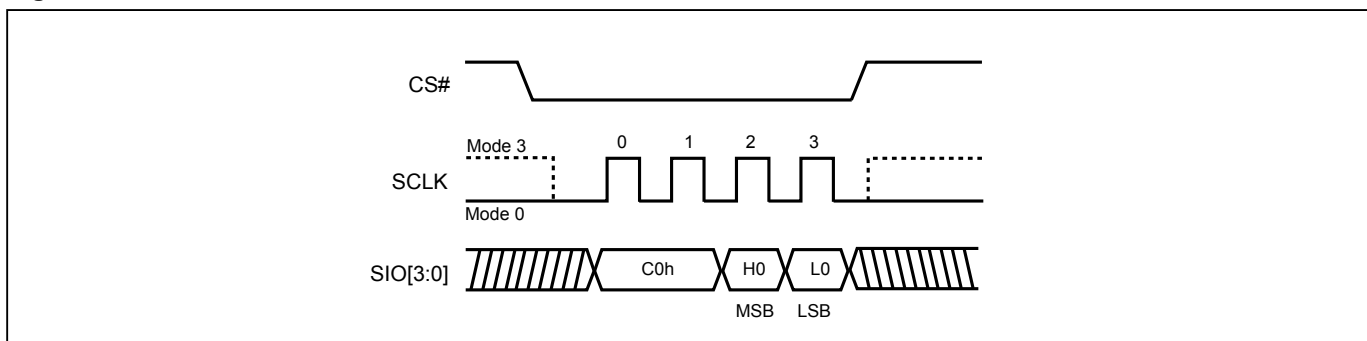 CS#
Mode 3 0 1 2 3
SCLK
Mode 0
SIO[3:0] C0h H0 L0
MSB LSB